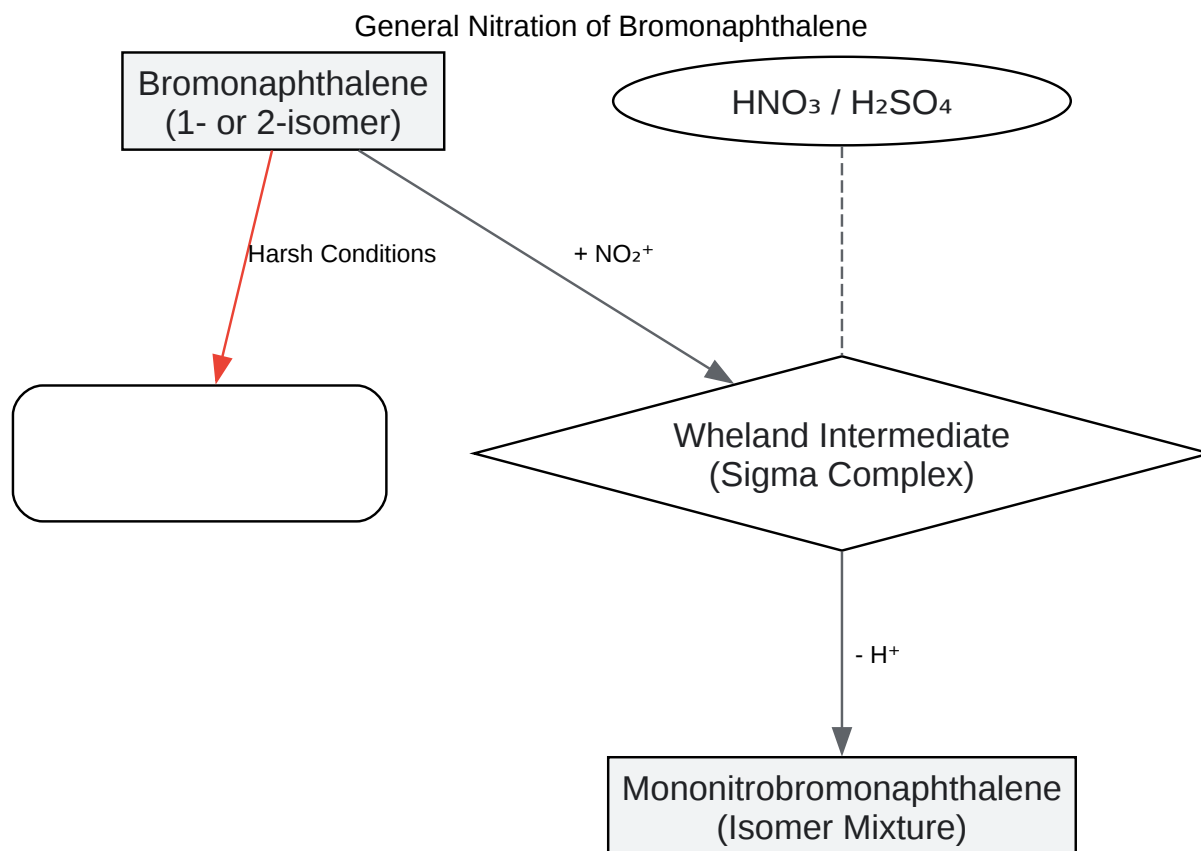 General Nitration of Bromonaphthalene
Bromonaphthalene
(1- or 2-isomer)
HNO₃ / H₂SO₄
Harsh Conditions
+ NO₂⁺
Wheland Intermediate
(Sigma Complex)
- H⁺
Mononitrobromonaphthalene
(Isomer Mixture)